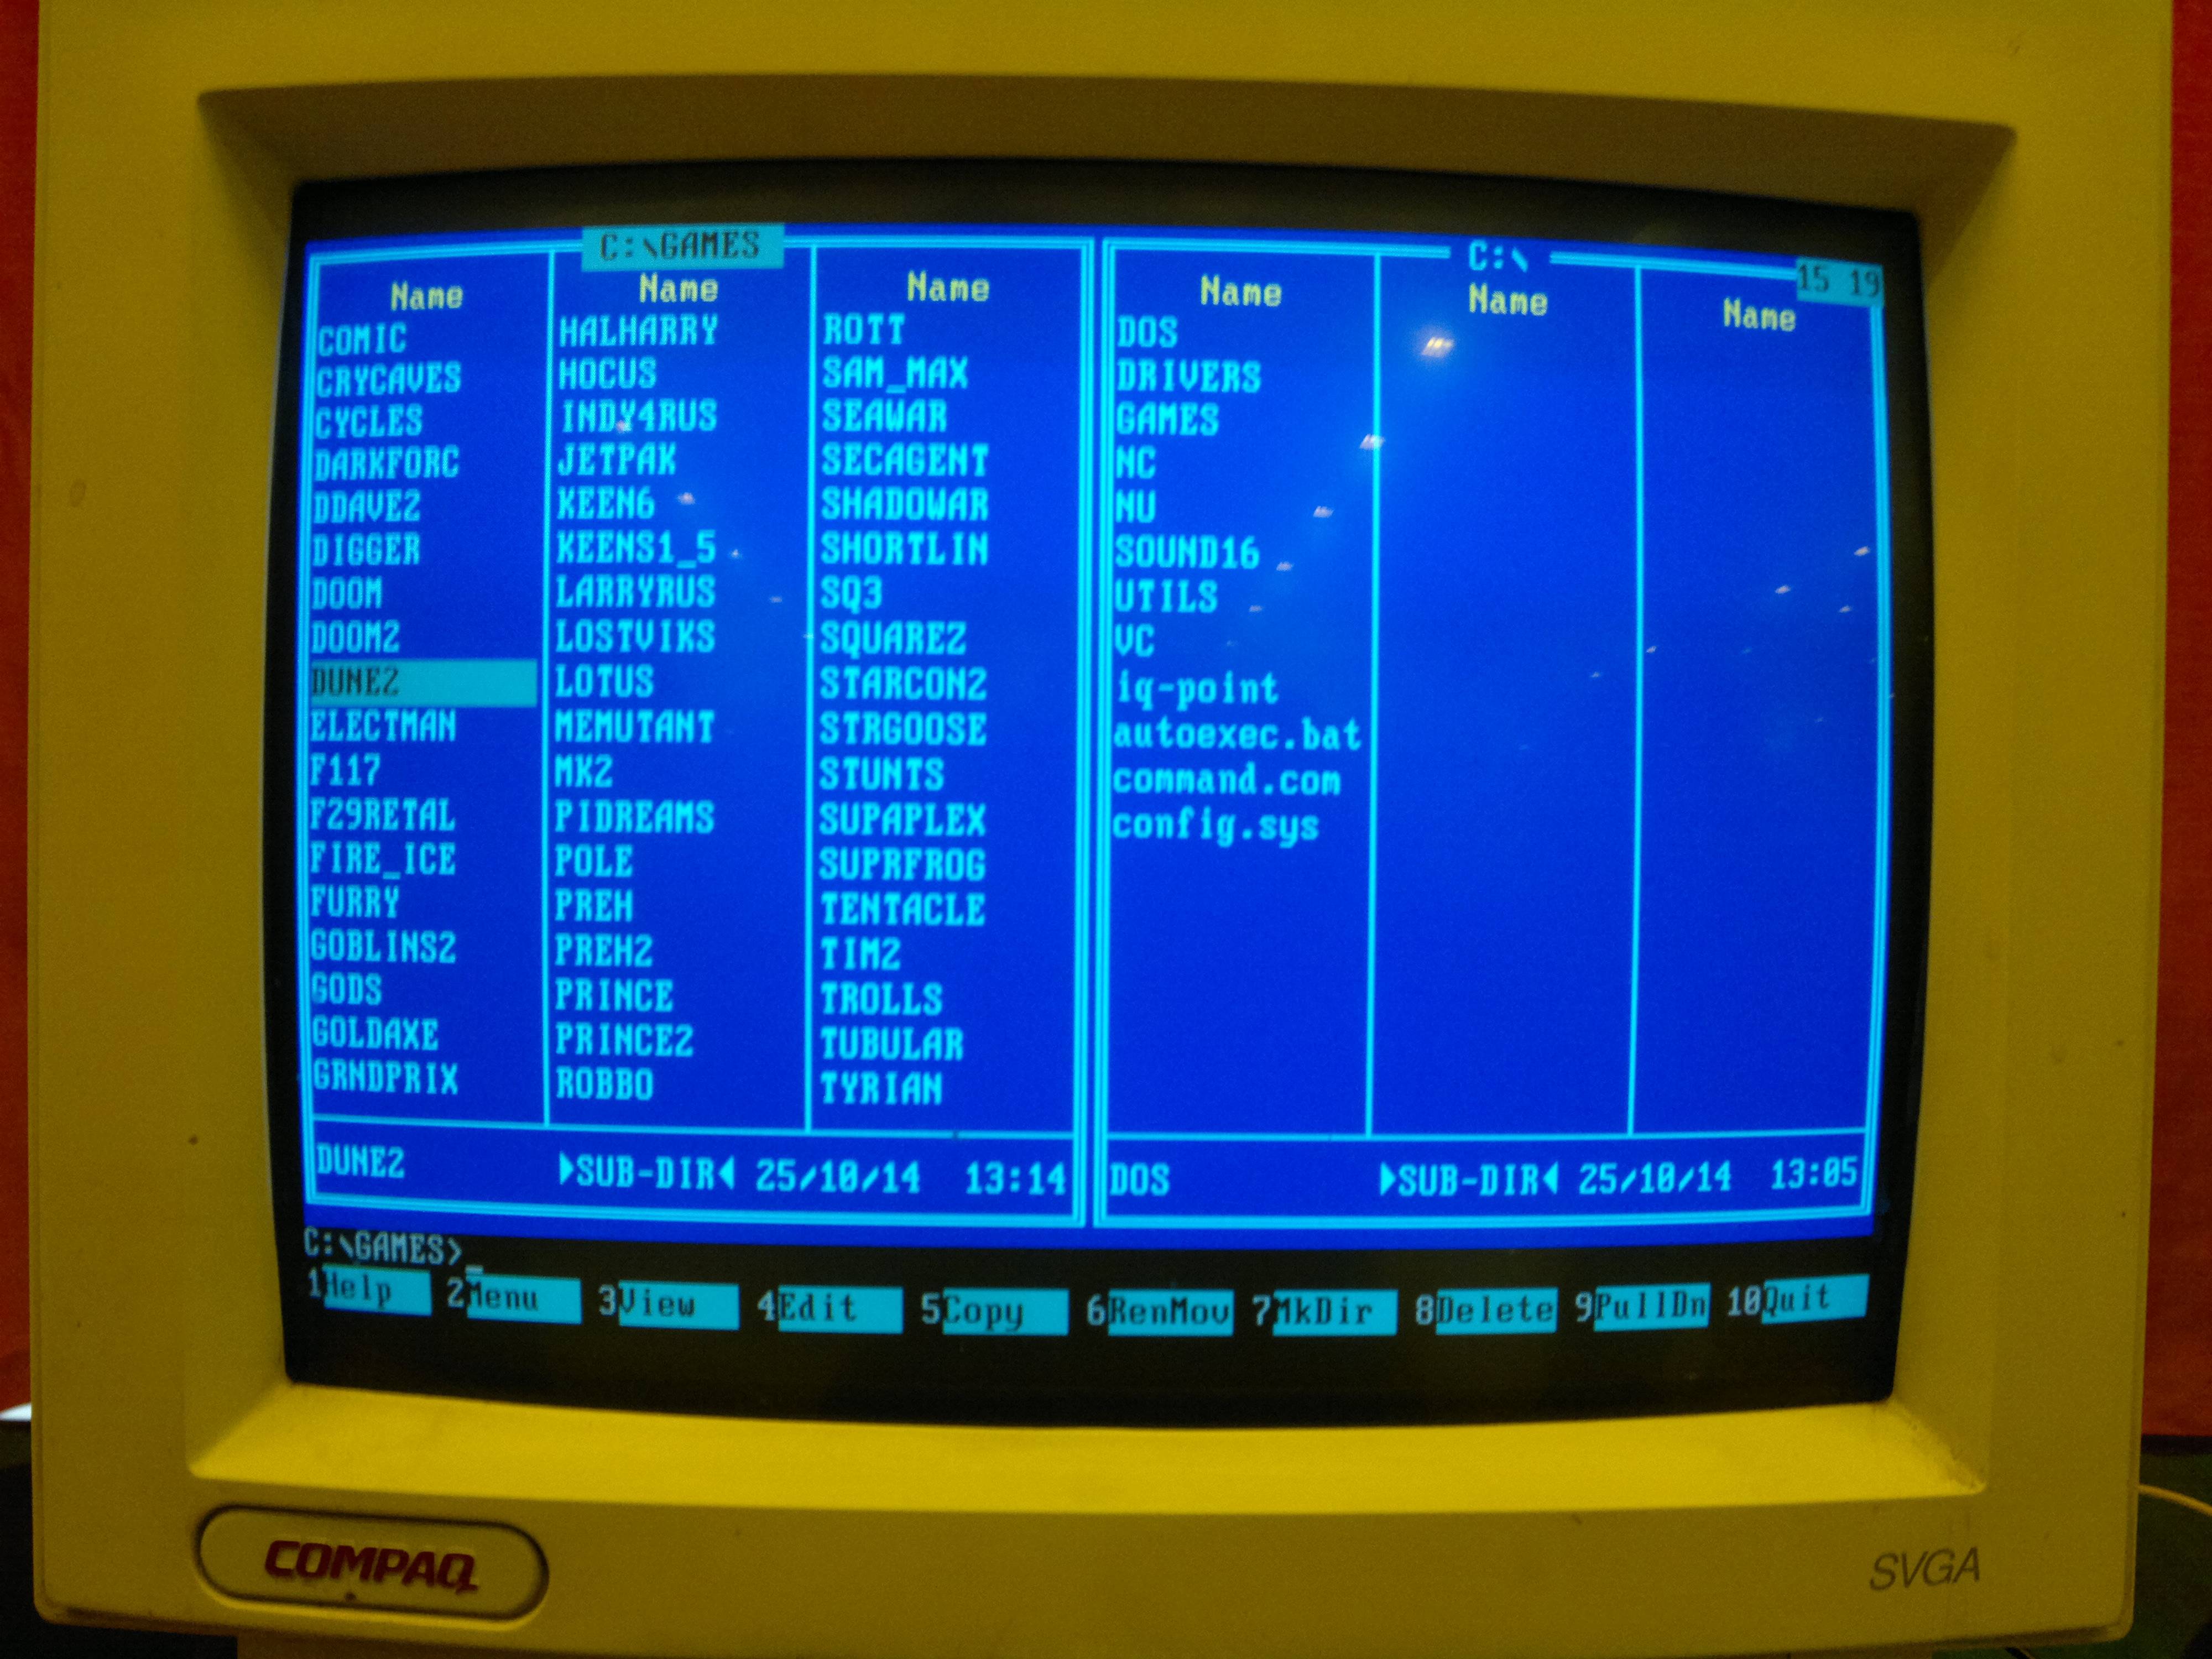 C:\GAMES
Name Name Name
COMIC HALHARRY ROTT
CRYCAVES HOCUS SAM_MAX
CYCLES INDY4RUS SEAWAR
DARKFORC JETPAK SECAGENT
DDAVE2 KEEN6 SHADOWAR
DIGGER KEENS1_5 SHORTLIN
DOOM LARRYRUS SQ3
DOOM2 LOSTVIKS SQUAREZ
DUNE2 LOTUS STARCON2
ELECTMAN MEMUTANT STRGOOSE
F117 MK2 STUNTS
F29RETAL PIDREAMS SUPAPLEX
FIRE_ICE POLE SUPRFROG
FURRY PREH TENTACLE
GOBLINS2 PREH2 TIM2
GODS PRINCE TROLLS
GOLDAXE PRINCE2 TUBULAR
GRNDPRIX ROBBO TYRIAN
DUNE2 ►SUB-DIR◄ 25/10/14 13:14
C:\ 15 19
Name Name Name
DOS
DRIVERS
GAMES
NC
NU
SOUND16
UTILS
VC
iq-point
autoexec.bat
command.com
config.sys
DOS ►SUB-DIR◄ 25/10/14 13:05
C:\GAMES>_
1Help 2Menu 3View 4Edit 5Copy 6RenMov 7MkDir 8Delete 9PullDn 10Quit
COMPAQ SVGA